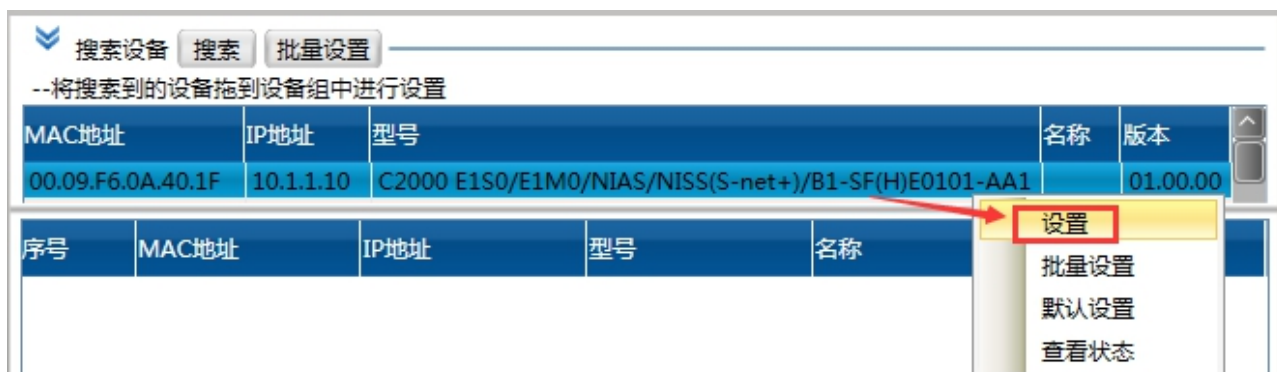 搜索设备 搜索 批量设置
--将搜索到的设备拖到设备组中进行设置
MAC地址 IP地址 型号 名称 版本
00.09.F6.0A.40.1F 10.1.1.10 C2000 E1S0/E1M0/NIAS/NISS(S-net+)/B1-SF(H)E0101-AA1 01.00.00
序号 MAC地址 IP地址 型号 名称
设置
批量设置
默认设置
查看状态